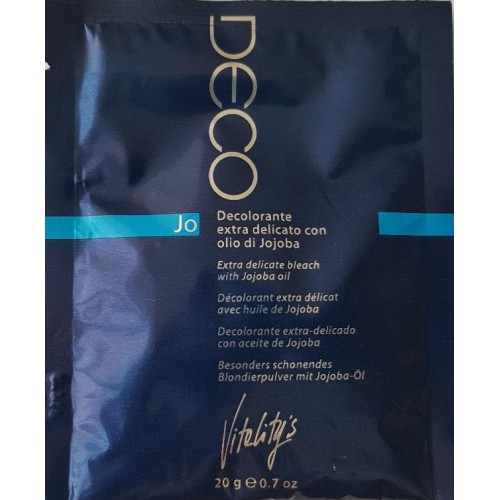 Deco
Jo
Decolorante
extra delicato con
olio di Jojoba
Extra delicate bleach
with Jojoba oil
Décolorant extra délicat
avec huile de Jojoba
Decolorante extra-delicado
con aceite de Jojoba
Besonders schonendes
Blondierpulver mit Jojoba-Öl
Vitality's
20 g ℮ 0.7 oz